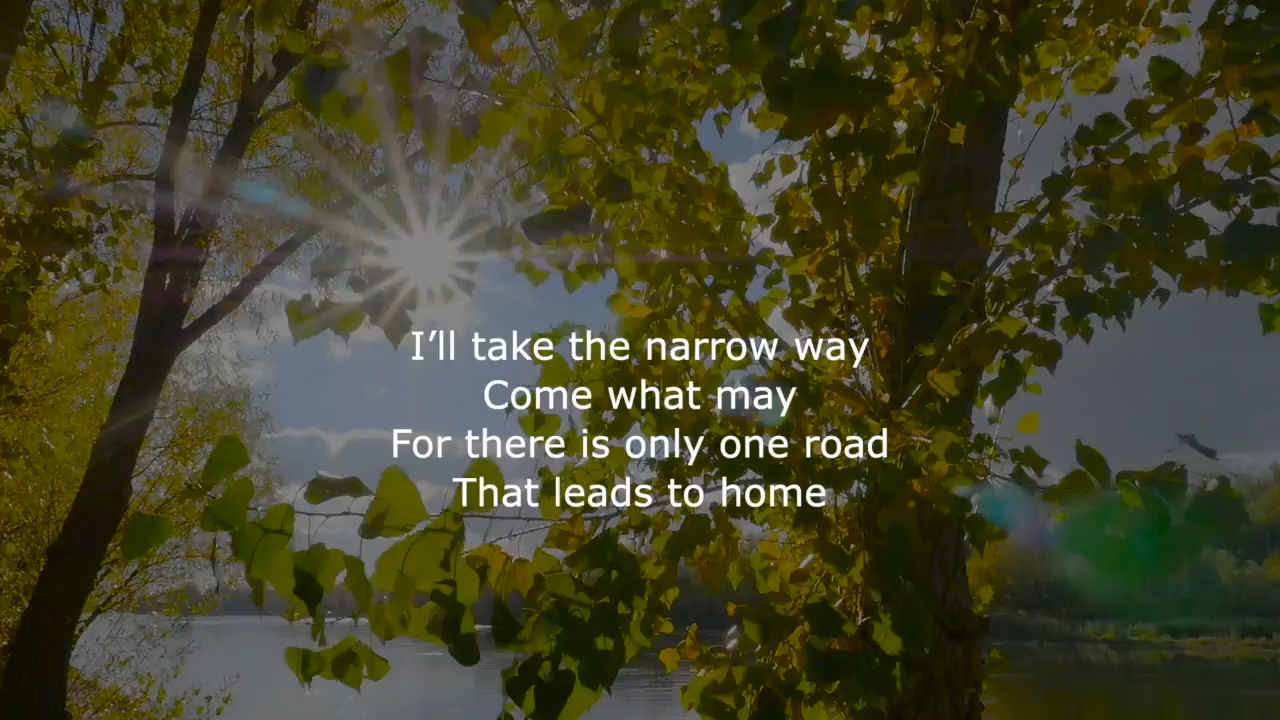 I’ll take the narrow way
Come what may
For there is only one road
That leads to home